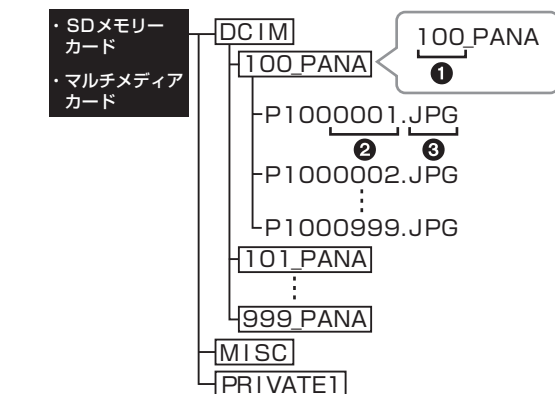 ・SDメモリー
カード
・マルチメディア
カード
DCIM
100_PANA
100_PANA
❶
P1000001.JPG
❷ ❸
P1000002.JPG
P1000999.JPG
101_PANA
999_PANA
MISC
PRIVATE1